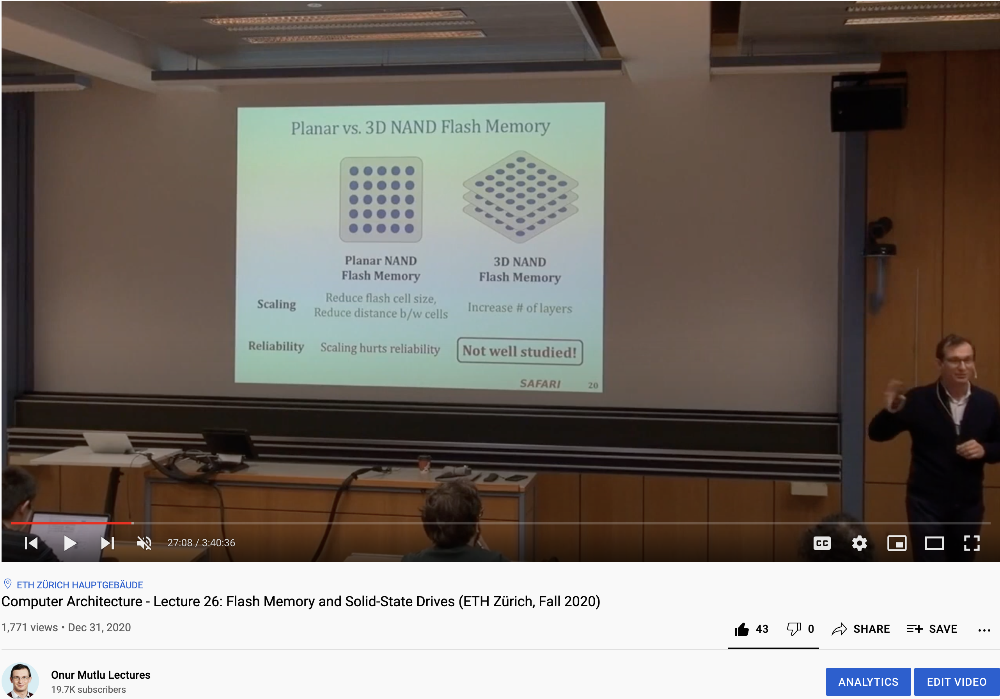 Planar vs. 3D NAND Flash Memory
Planar NAND
Flash Memory
3D NAND
Flash Memory
Scaling
Reduce flash cell size,
Reduce distance b/w cells
Increase # of layers
Reliability
Scaling hurts reliability
Not well studied!
SAFARI
20
27:08 / 3:40:36
CC
ETH ZÜRICH HAUPTGEBÄUDE
Computer Architecture - Lecture 26: Flash Memory and Solid-State Drives (ETH Zürich, Fall 2020)
1,771 views • Dec 31, 2020
43
0
SHARE
SAVE
Onur Mutlu Lectures
19.7K subscribers
ANALYTICS
EDIT VIDEO